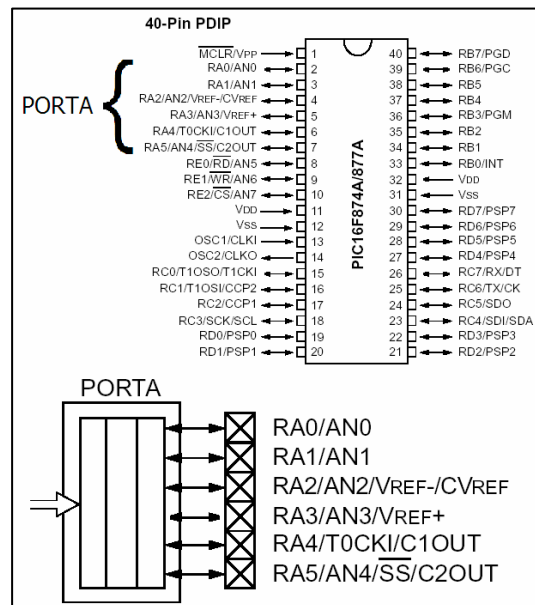 40-Pin PDIP
PORTA
MCLR/VPP 1 40 RB7/PGD
RA0/AN0 2 39 RB6/PGC
RA1/AN1 3 38 RB5
RA2/AN2/VREF-/CVREF 4 37 RB4
RA3/AN3/VREF+ 5 36 RB3/PGM
RA4/T0CKI/C1OUT 6 35 RB2
RA5/AN4/SS/C2OUT 7 34 RB1
RE0/RD/AN5 8 33 RB0/INT
RE1/WR/AN6 9 32 VDD
RE2/CS/AN7 10 31 VSS
VDD 11 30 RD7/PSP7
VSS 12 29 RD6/PSP6
OSC1/CLKI 13 28 RD5/PSP5
OSC2/CLKO 14 27 RD4/PSP4
RC0/T1OSO/T1CKI 15 26 RC7/RX/DT
RC1/T1OSI/CCP2 16 25 RC6/TX/CK
RC2/CCP1 17 24 RC5/SDO
RC3/SCK/SCL 18 23 RC4/SDI/SDA
RD0/PSP0 19 22 RD3/PSP3
RD1/PSP1 20 21 RD2/PSP2
PIC16F874A/877A
PORTA
RA0/AN0
RA1/AN1
RA2/AN2/VREF-/CVREF
RA3/AN3/VREF+
RA4/T0CKI/C1OUT
RA5/AN4/SS/C2OUT